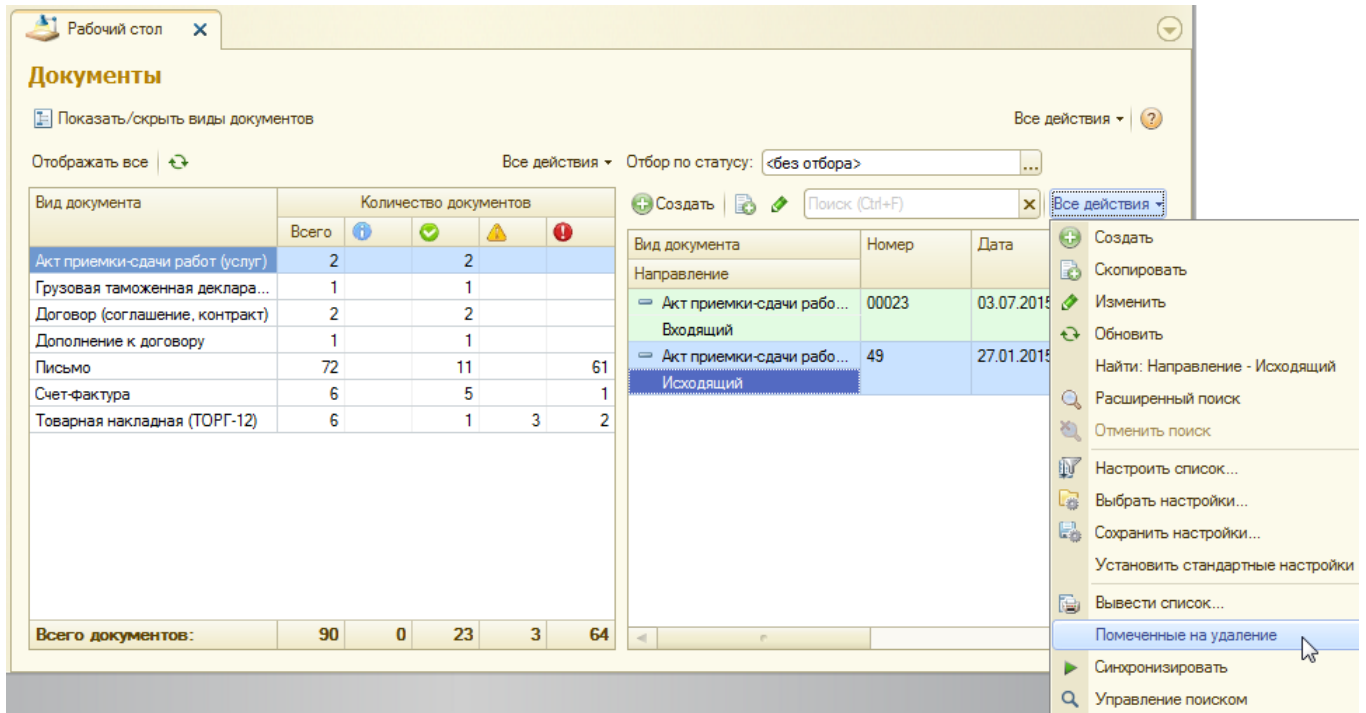 Рабочий стол
Документы
Показать/скрыть виды документов
Все действия
Отображать все
Все действия
Отбор по статусу: <без отбора>
Создать
Поиск (Ctrl+F)
Все действия
Вид документа
Количество документов
Всего
Акт приемки-сдачи работ (услуг) 2 2
Грузовая таможенная деклара... 1 1
Договор (соглашение, контракт) 2 2
Дополнение к договору 1 1
Письмо 72 11 61
Счет-фактура 6 5 1
Товарная накладная (ТОРГ-12) 6 1 3 2
Всего документов: 90 0 23 3 64
Вид документа Номер Дата
Направление
Акт приемки-сдачи рабо... 00023 03.07.2015
Входящий
Акт приемки-сдачи рабо... 49 27.01.2015
Исходящий
Создать
Скопировать
Изменить
Обновить
Найти: Направление - Исходящий
Расширенный поиск
Отменить поиск
Настроить список...
Выбрать настройки...
Сохранить настройки...
Установить стандартные настройки
Вывести список...
Помеченные на удаление
Синхронизировать
Управление поиском